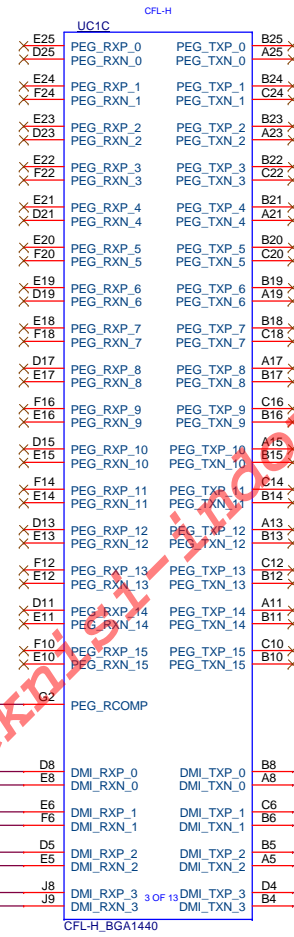 CFL-H
UC1C
E25 PEG_RXP_0 PEG_TXP_0 B25
D25 PEG_RXN_0 PEG_TXN_0 A25
E24 PEG_RXP_1 PEG_TXP_1 B24
F24 PEG_RXN_1 PEG_TXN_1 C24
E23 PEG_RXP_2 PEG_TXP_2 B23
D23 PEG_RXN_2 PEG_TXN_2 A23
E22 PEG_RXP_3 PEG_TXP_3 B22
F22 PEG_RXN_3 PEG_TXN_3 C22
E21 PEG_RXP_4 PEG_TXP_4 B21
D21 PEG_RXN_4 PEG_TXN_4 A21
E20 PEG_RXP_5 PEG_TXP_5 B20
F20 PEG_RXN_5 PEG_TXN_5 C20
E19 PEG_RXP_6 PEG_TXP_6 B19
D19 PEG_RXN_6 PEG_TXN_6 A19
E18 PEG_RXP_7 PEG_TXP_7 B18
F18 PEG_RXN_7 PEG_TXN_7 C18
D17 PEG_RXP_8 PEG_TXP_8 A17
E17 PEG_RXN_8 PEG_TXN_8 B17
F16 PEG_RXP_9 PEG_TXP_9 C16
E16 PEG_RXN_9 PEG_TXN_9 B16
D15 PEG_RXP_10 PEG_TXP_10 A15
E15 PEG_RXN_10 PEG_TXN_10 B15
F14 PEG_RXP_11 PEG_TXP_11 C14
E14 PEG_RXN_11 PEG_TXN_11 B14
D13 PEG_RXP_12 PEG_TXP_12 A13
E13 PEG_RXN_12 PEG_TXN_12 B13
F12 PEG_RXP_13 PEG_TXP_13 C12
E12 PEG_RXN_13 PEG_TXN_13 B12
D11 PEG_RXP_14 PEG_TXP_14 A11
E11 PEG_RXN_14 PEG_TXN_14 B11
F10 PEG_RXP_15 PEG_TXP_15 C10
E10 PEG_RXN_15 PEG_TXN_15 B10
G2 PEG_RCOMP
D8 DMI_RXP_0 DMI_TXP_0 B8
E8 DMI_RXN_0 DMI_TXN_0 A8
E6 DMI_RXP_1 DMI_TXP_1 C6
F6 DMI_RXN_1 DMI_TXN_1 B6
D5 DMI_RXP_2 DMI_TXP_2 B5
E5 DMI_RXN_2 DMI_TXN_2 A5
J8 DMI_RXP_3 3 OF 13 DMI_TXP_3 D4
J9 DMI_RXN_3 DMI_TXN_3 B4
CFL-H_BGA1440
knisi-indo